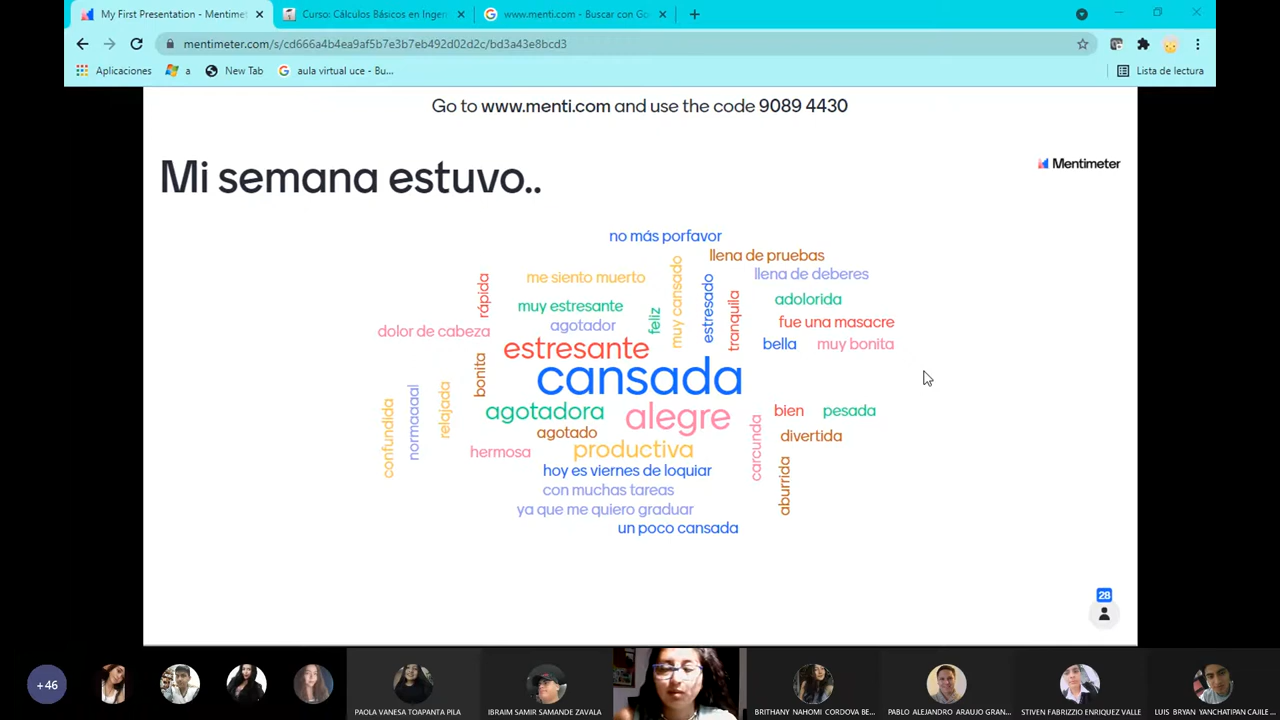 My First Presentation - Mentimet
Curso: Cálculos Básicos en Ingen
www.menti.com - Buscar con Go
mentimeter.com/s/cd666a4b4ea9af5b7e3b7eb492d02d2c/bd3a43e8bcd3
Aplicaciones
a
New Tab
aula virtual uce - Bu...
Lista de lectura
Go to www.menti.com and use the code 9089 4430
Mi semana estuvo..
Mentimeter
no más porfavor
llena de pruebas
me siento muerto
llena de deberes
rápida
muy cansado
estresado
tranquila
muy estresante
feliz
adolorida
dolor de cabeza
agotador
fue una masacre
estresante
bella
muy bonita
bonita
cansada
confundida
normaaaal
relajada
agotadora
alegre
bien
pesada
agotado
carcunda
divertida
hermosa
productiva
aburrida
hoy es viernes de loquiar
con muchas tareas
ya que me quiero graduar
un poco cansada
28
+46
PAOLA VANESA TOAPANTA PILA
IBRAIM SAMIR SAMANDE ZAVALA
BRITHANY NAHOMI CORDOVA BE...
PABLO ALEJANDRO ARAUJO GRAN...
STIVEN FABRIZZIO ENRIQUEZ VALLE
LUIS BRYAN YANCHATIPAN CAJILE...